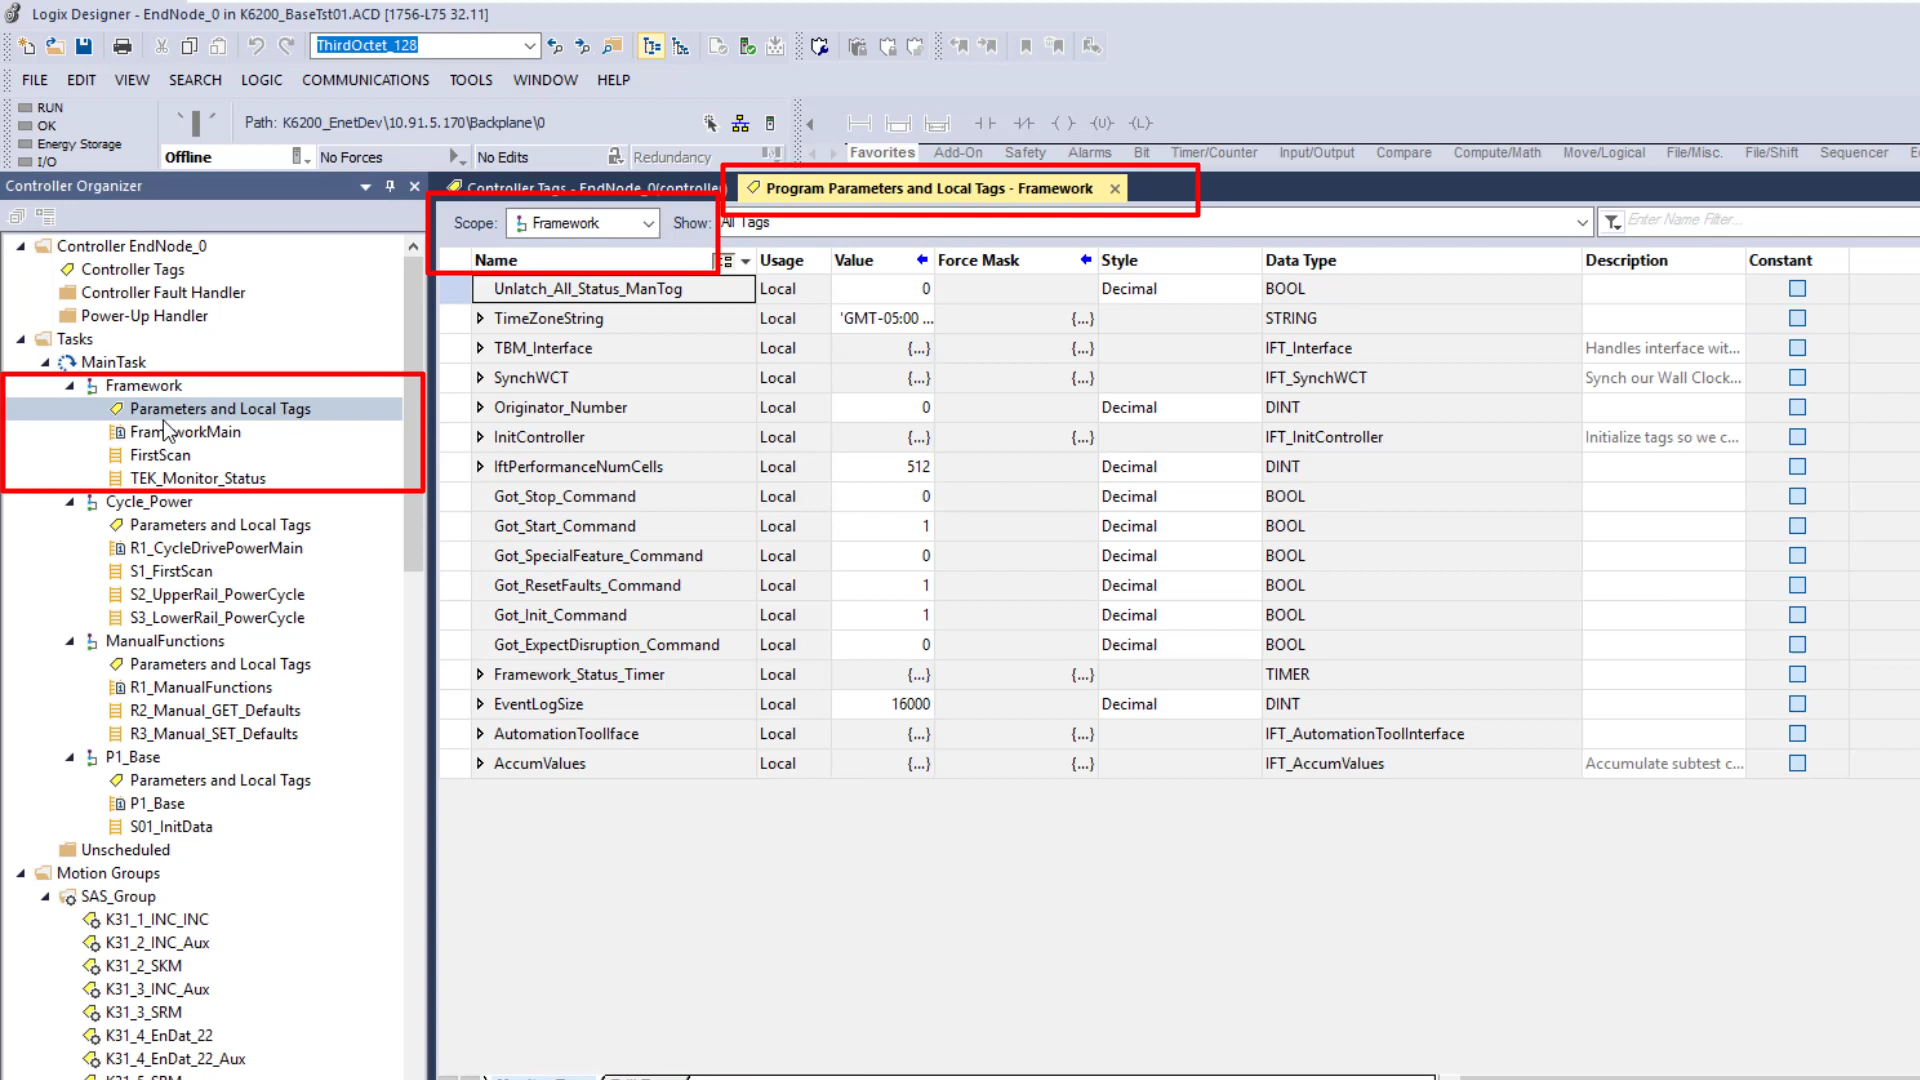 Logix Designer - EndNode_0 in K6200_BaseTst01.ACD [1756-L75 32.11]
ThirdOctet_128
FILE EDIT VIEW SEARCH LOGIC COMMUNICATIONS TOOLS WINDOW HELP
RUN
OK
Energy Storage
I/O
Path: K6200_EnetDev\10.91.5.170\Backplane\0
Offline No Forces No Edits Redundancy
Favorites Add-On Safety Alarms Bit Timer/Counter Input/Output Compare Compute/Math Move/Logical File/Misc. File/Shift Sequencer
Controller Organizer
Controller EndNode_0
Controller Tags
Controller Fault Handler
Power-Up Handler
Tasks
MainTask
Framework
Parameters and Local Tags
FrameworkMain
FirstScan
TEK_Monitor_Status
Cycle_Power
Parameters and Local Tags
R1_CycleDrivePowerMain
S1_FirstScan
S2_UpperRail_PowerCycle
S3_LowerRail_PowerCycle
ManualFunctions
Parameters and Local Tags
R1_ManualFunctions
R2_Manual_GET_Defaults
R3_Manual_SET_Defaults
P1_Base
Parameters and Local Tags
P1_Base
S01_InitData
Unscheduled
Motion Groups
SAS_Group
K31_1_INC_INC
K31_2_INC_Aux
K31_2_SKM
K31_3_INC_Aux
K31_3_SRM
K31_4_EnDat_22
K31_4_EnDat_22_Aux
Controller Tags - EndNode_0(controller) Program Parameters and Local Tags - Framework
Scope: Framework Show: All Tags Enter Name Filter...
Name Usage Value Force Mask Style Data Type Description Constant
Unlatch_All_Status_ManTog Local 0 Decimal BOOL
TimeZoneString Local 'GMT-05:00 ... {...} STRING
TBM_Interface Local {...} {...} IFT_Interface Handles interface wit...
SynchWCT Local {...} {...} IFT_SynchWCT Synch our Wall Clock...
Originator_Number Local 0 Decimal DINT
InitController Local {...} {...} IFT_InitController Initialize tags so we c...
IftPerformanceNumCells Local 512 Decimal DINT
Got_Stop_Command Local 0 Decimal BOOL
Got_Start_Command Local 1 Decimal BOOL
Got_SpecialFeature_Command Local 0 Decimal BOOL
Got_ResetFaults_Command Local 1 Decimal BOOL
Got_Init_Command Local 1 Decimal BOOL
Got_ExpectDisruption_Command Local 0 Decimal BOOL
Framework_Status_Timer Local {...} {...} TIMER
EventLogSize Local 16000 Decimal DINT
AutomationToolIface Local {...} {...} IFT_AutomationToolInterface
AccumValues Local {...} {...} IFT_AccumValues Accumulate subtest c...